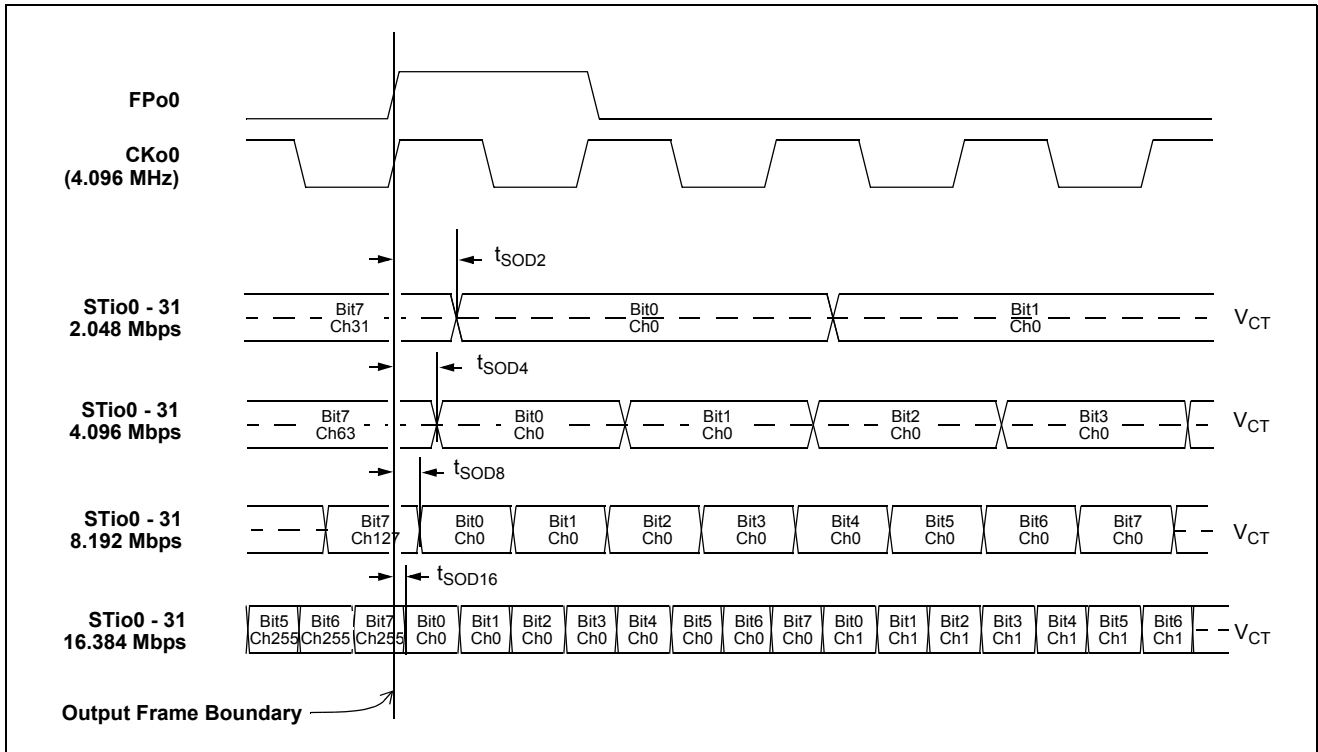 FPo0
CKo0
(4.096 MHz)
tSOD2
STio0 - 31
2.048 Mbps
Bit7
Ch31
Bit0
Ch0
Bit1
Ch0
VCT
tSOD4
STio0 - 31
4.096 Mbps
Bit7
Ch63
Bit0
Ch0
Bit1
Ch0
Bit2
Ch0
Bit3
Ch0
VCT
tSOD8
STio0 - 31
8.192 Mbps
Bit7
Ch127
Bit0
Ch0
Bit1
Ch0
Bit2
Ch0
Bit3
Ch0
Bit4
Ch0
Bit5
Ch0
Bit6
Ch0
Bit7
Ch0
VCT
tSOD16
STio0 - 31
16.384 Mbps
Bit5
Ch255
Bit6
Ch255
Bit7
Ch255
Bit0
Ch0
Bit1
Ch0
Bit2
Ch0
Bit3
Ch0
Bit4
Ch0
Bit5
Ch0
Bit6
Ch0
Bit7
Ch0
Bit0
Ch1
Bit1
Ch1
Bit2
Ch1
Bit3
Ch1
Bit4
Ch1
Bit5
Ch1
Bit6
Ch1
VCT
Output Frame Boundary